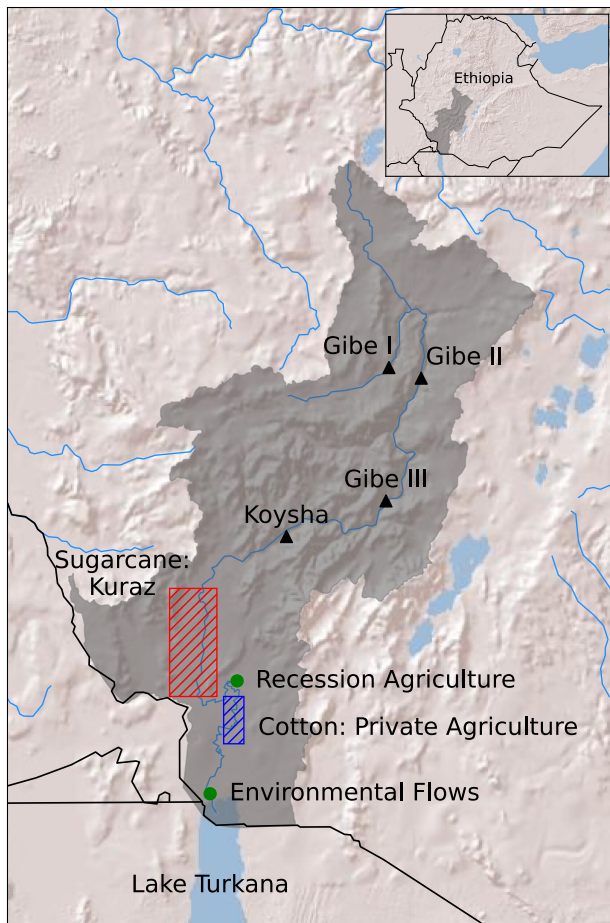 Ethiopia
Gibe I
Gibe II
Gibe III
Koysha
Sugarcane:
Kuraz
Recession Agriculture
Cotton: Private Agriculture
Environmental Flows
Lake Turkana